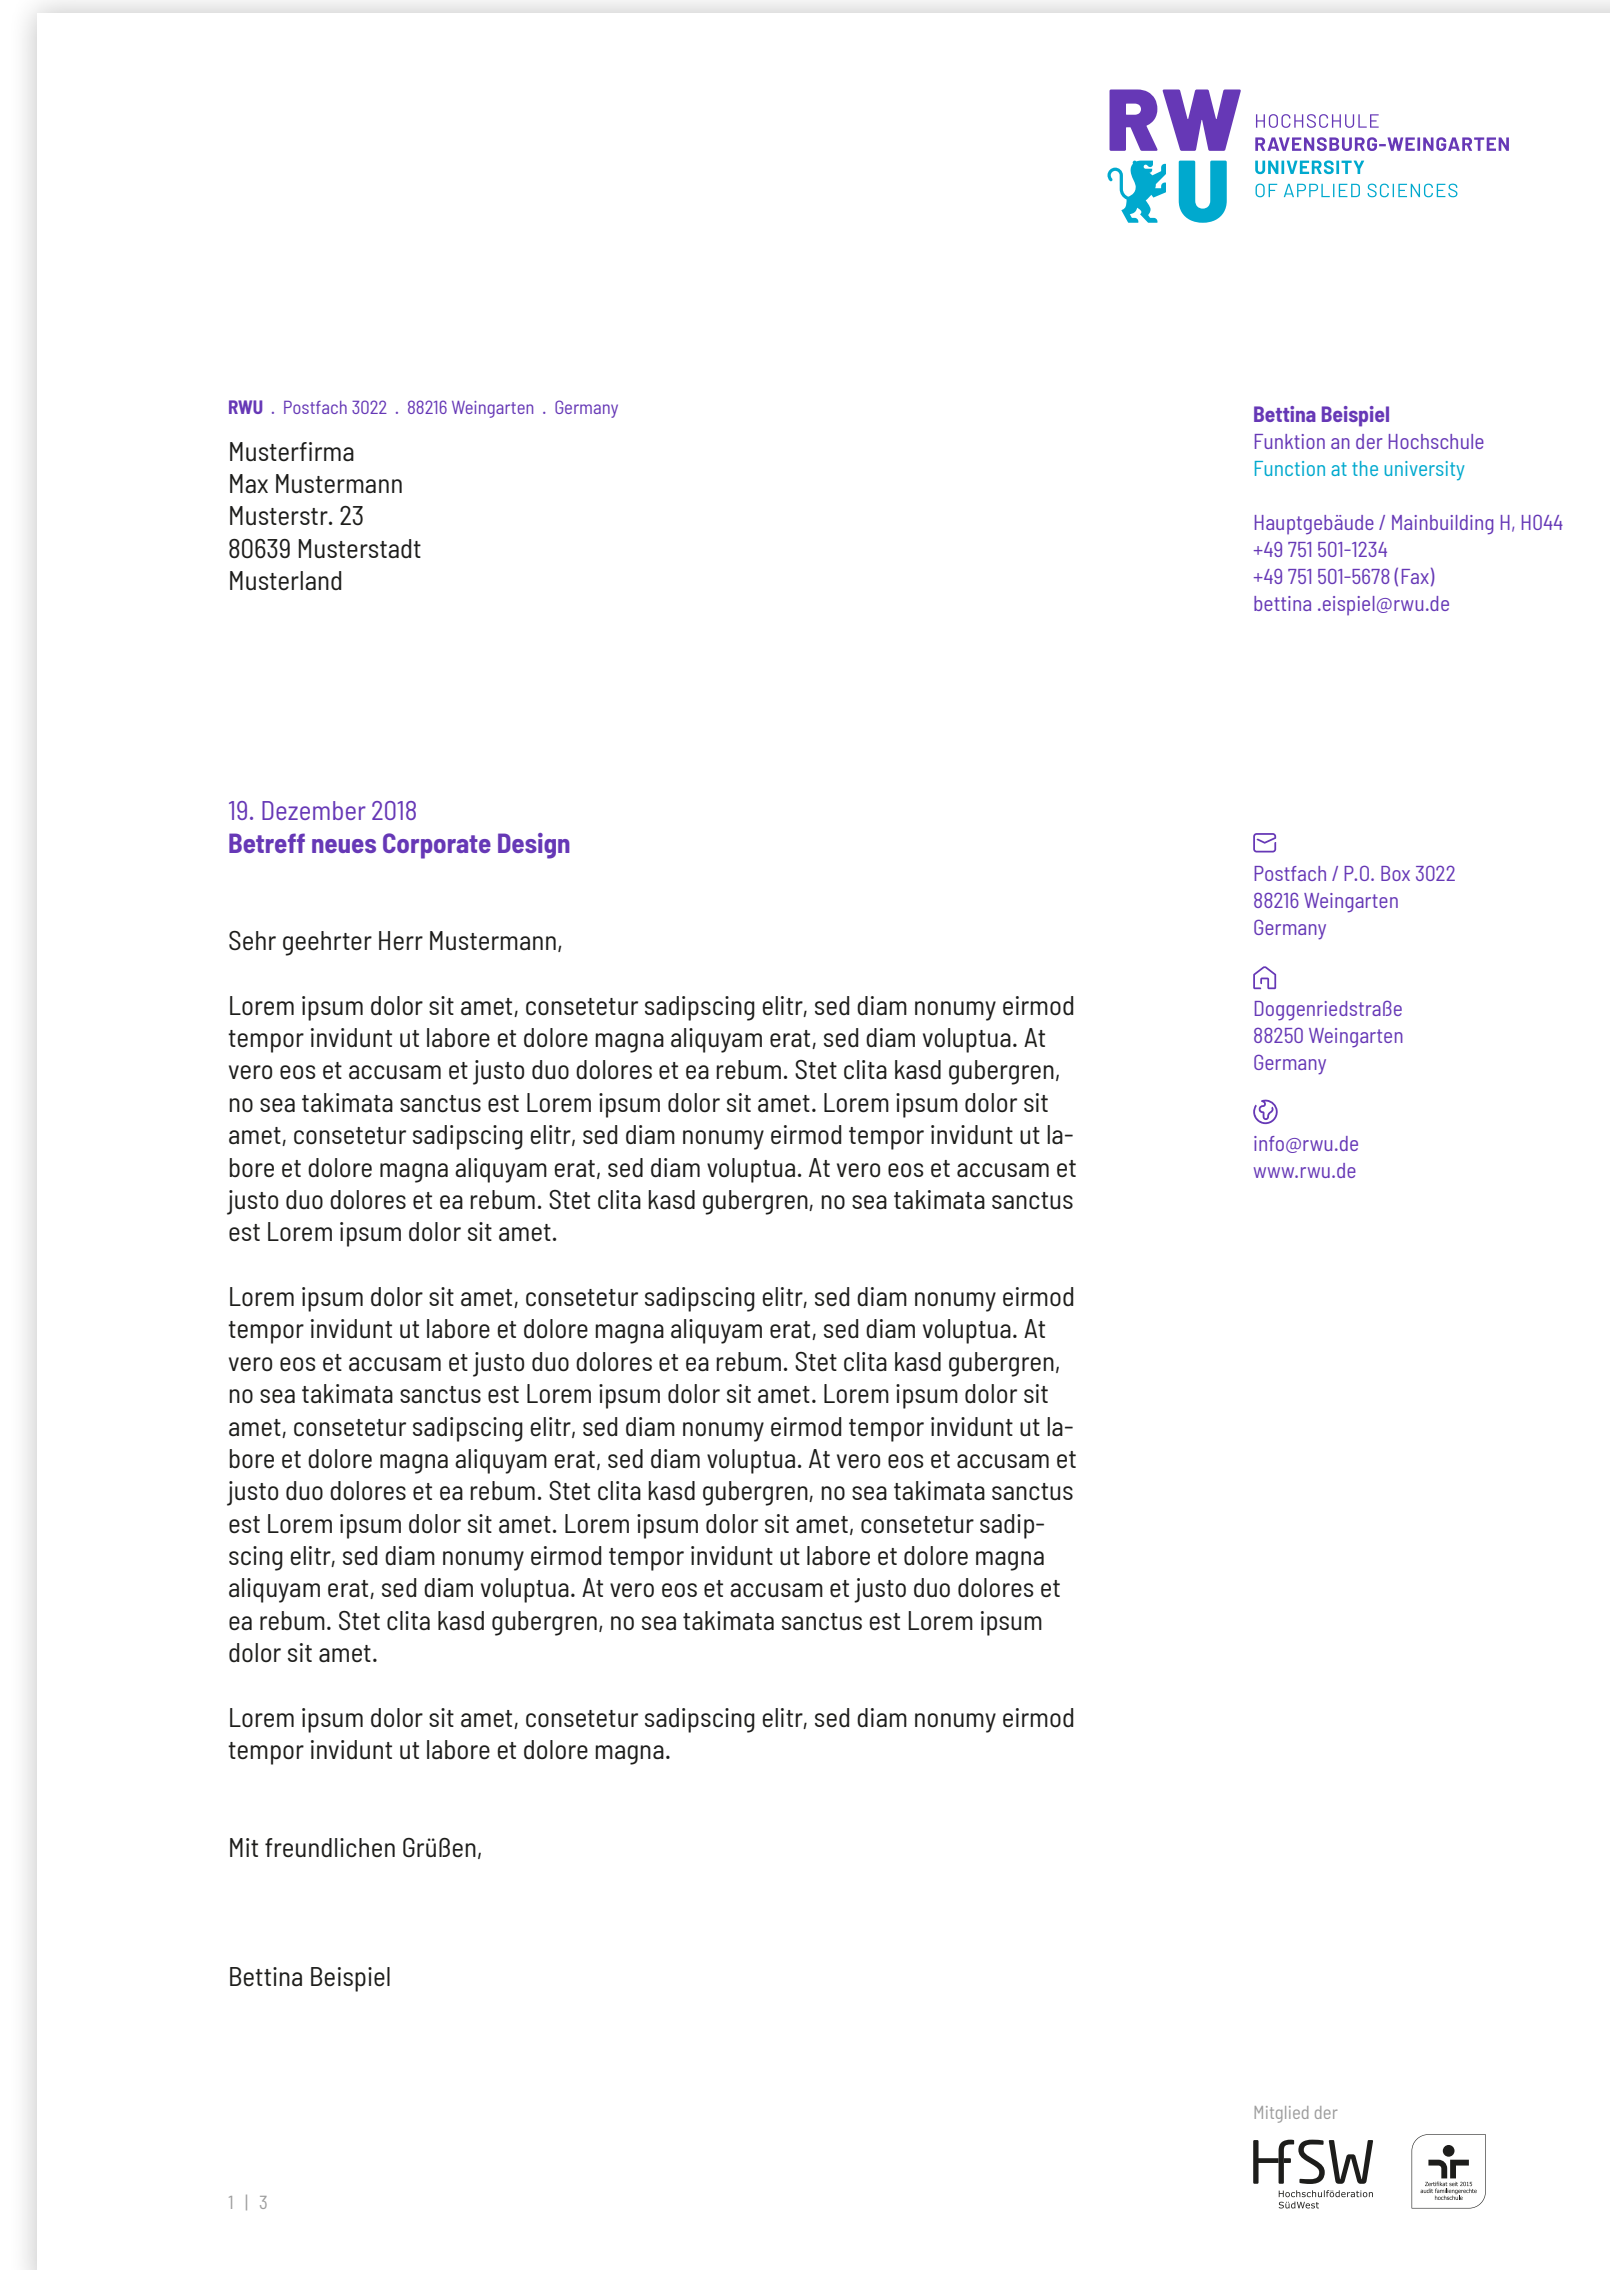 RW
U
HOCHSCHULE
RAVENSBURG-WEINGARTEN
UNIVERSITY
OF APPLIED SCIENCES
RWU . Postfach 3022 . 88216 Weingarten . Germany
Musterfirma
Max Mustermann
Musterstr. 23
80639 Musterstadt
Musterland
Bettina Beispiel
Funktion an der Hochschule
Function at the university
Hauptgebäude / Mainbuilding H, H044
+49 751 501-1234
+49 751 501-5678 (Fax)
bettina .eispiel@rwu.de
19. Dezember 2018
Betreff neues Corporate Design
Sehr geehrter Herr Mustermann,
Lorem ipsum dolor sit amet, consetetur sadipscing elitr, sed diam nonumy eirmod
tempor invidunt ut labore et dolore magna aliquyam erat, sed diam voluptua. At
vero eos et accusam et justo duo dolores et ea rebum. Stet clita kasd gubergren,
no sea takimata sanctus est Lorem ipsum dolor sit amet. Lorem ipsum dolor sit
amet, consetetur sadipscing elitr, sed diam nonumy eirmod tempor invidunt ut la-
bore et dolore magna aliquyam erat, sed diam voluptua. At vero eos et accusam et
justo duo dolores et ea rebum. Stet clita kasd gubergren, no sea takimata sanctus
est Lorem ipsum dolor sit amet.
Lorem ipsum dolor sit amet, consetetur sadipscing elitr, sed diam nonumy eirmod
tempor invidunt ut labore et dolore magna aliquyam erat, sed diam voluptua. At
vero eos et accusam et justo duo dolores et ea rebum. Stet clita kasd gubergren,
no sea takimata sanctus est Lorem ipsum dolor sit amet. Lorem ipsum dolor sit
amet, consetetur sadipscing elitr, sed diam nonumy eirmod tempor invidunt ut la-
bore et dolore magna aliquyam erat, sed diam voluptua. At vero eos et accusam et
justo duo dolores et ea rebum. Stet clita kasd gubergren, no sea takimata sanctus
est Lorem ipsum dolor sit amet. Lorem ipsum dolor sit amet, consetetur sadip-
scing elitr, sed diam nonumy eirmod tempor invidunt ut labore et dolore magna
aliquyam erat, sed diam voluptua. At vero eos et accusam et justo duo dolores et
ea rebum. Stet clita kasd gubergren, no sea takimata sanctus est Lorem ipsum
dolor sit amet.
Lorem ipsum dolor sit amet, consetetur sadipscing elitr, sed diam nonumy eirmod
tempor invidunt ut labore et dolore magna.
Mit freundlichen Grüßen,
Bettina Beispiel
Postfach / P.O. Box 3022
88216 Weingarten
Germany
Doggenriedstraße
88250 Weingarten
Germany
info@rwu.de
www.rwu.de
Mitglied der
HfSW
Hochschulföderation
SüdWest
Zertifikat seit 2015
audit familiengerechte
hochschule
1 | 3